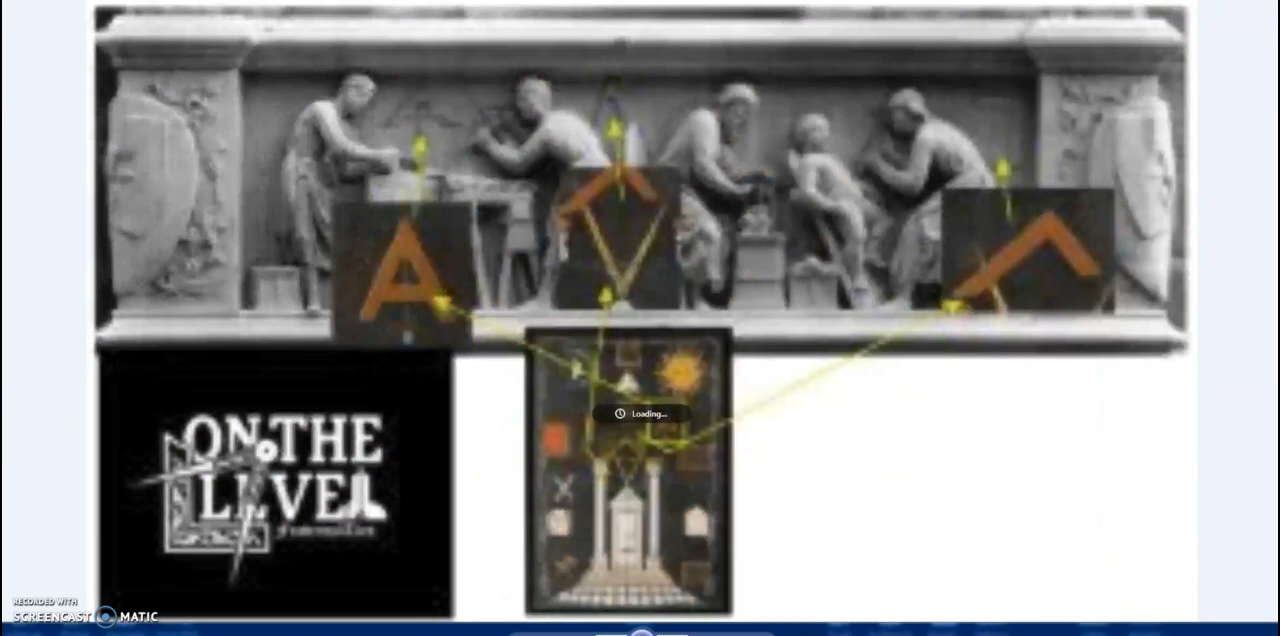 ON THE
LEVEL
Loading...
RECORDED WITH
SCREENCAST MATIC